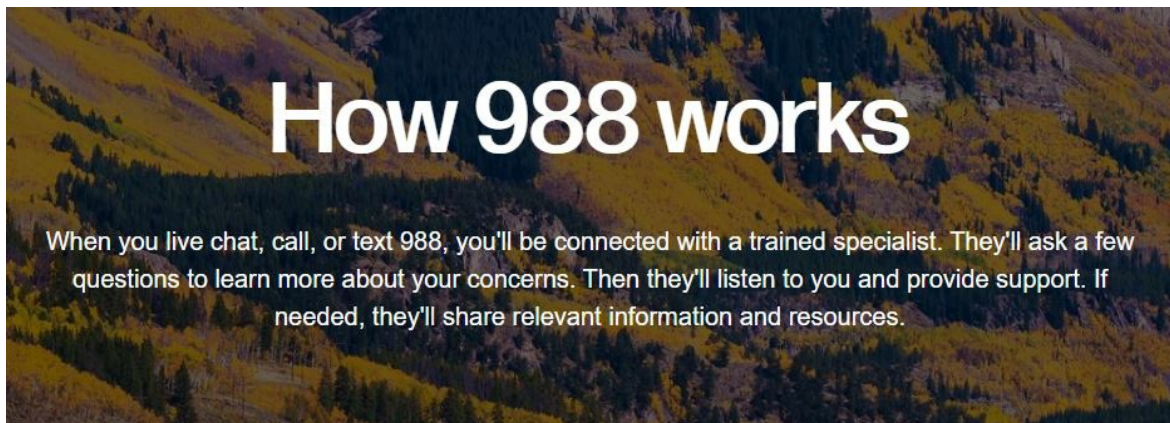 How 988 works
When you live chat, call, or text 988, you'll be connected with a trained specialist. They'll ask a few
questions to learn more about your concerns. Then they'll listen to you and provide support. If
needed, they'll share relevant information and resources.